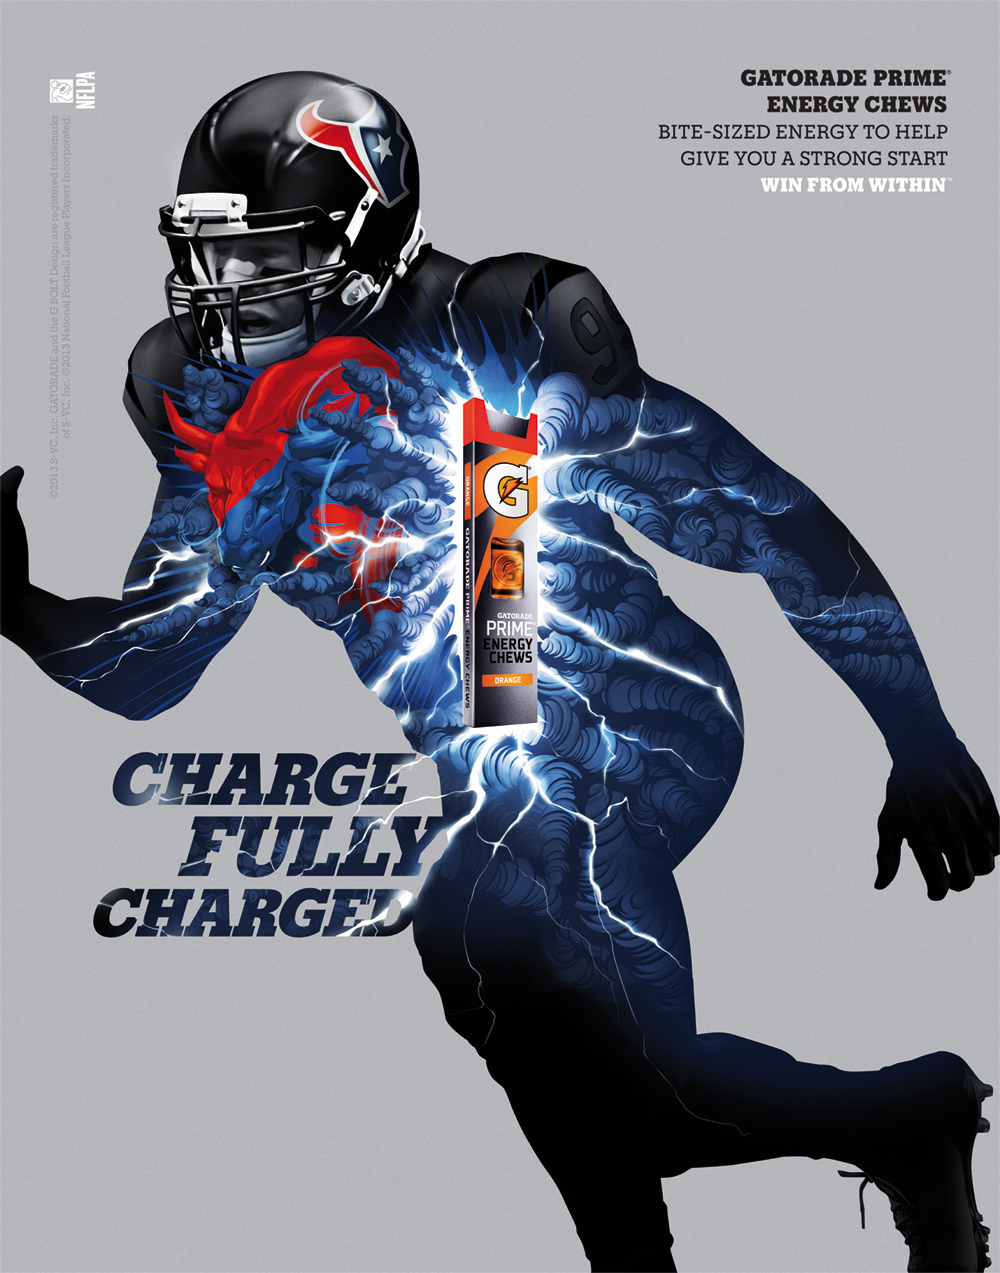 NFLPA
©2013 S-VC, Inc. GATORADE and the G BOLT Design are registered trademarks
of S-VC, Inc. ©2013 National Football League Players Incorporated.
GATORADE PRIME®
ENERGY CHEWS
BITE-SIZED ENERGY TO HELP
GIVE YOU A STRONG START
WIN FROM WITHIN™
G
ORANGE
GATORADE PRIME ENERGY CHEWS
GATORADE
PRIME
ENERGY
CHEWS
ORANGE
CHARGE
FULLY
CHARGED